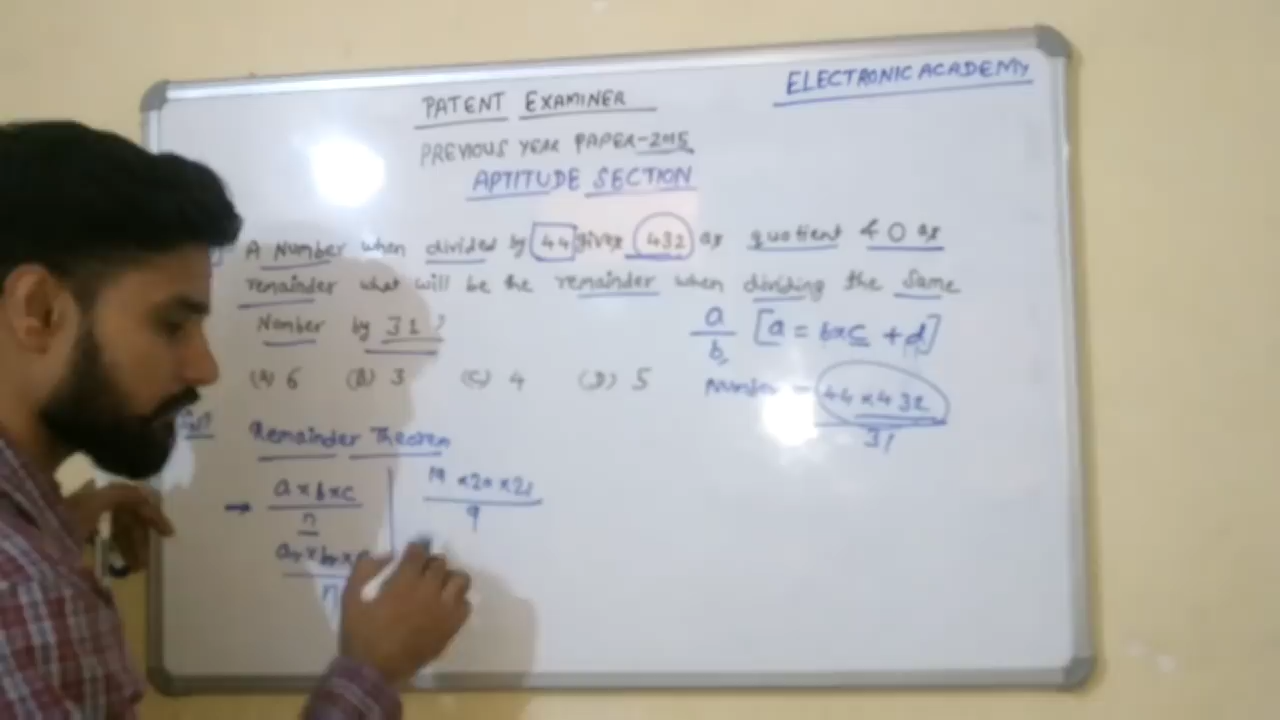 ELECTRONIC ACADEMY
PATENT EXAMINER
PREVIOUS YEAR PAPER-2015
APTITUDE SECTION
A Number when divided by 44 gives 432 as quotient & 0 as
remainder what will be the remainder when dividing the same
Number by 31?
(A) 6 (B) 3 (C) 4 (D) 5
a/b [a = b×c + d]
Number = 44×432
31
Remainder Theorem
→ a×b×c
n
19 ×20×21
9
n